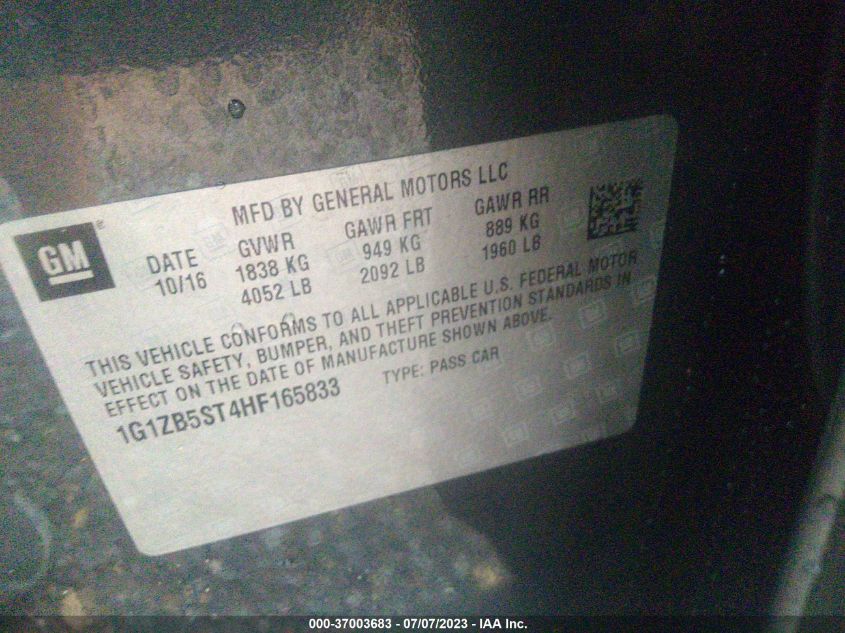 MFD BY GENERAL MOTORS LLC
GM
DATE GVWR GAWR FRT GAWR RR
10/16 1838 KG 949 KG 889 KG
4052 LB 2092 LB 1960 LB
THIS VEHICLE CONFORMS TO ALL APPLICABLE U.S. FEDERAL MOTOR
VEHICLE SAFETY, BUMPER, AND THEFT PREVENTION STANDARDS IN
EFFECT ON THE DATE OF MANUFACTURE SHOWN ABOVE.
1G1ZB5ST4HF165833 TYPE: PASS CAR
000-37003683 - 07/07/2023 - IAA Inc.